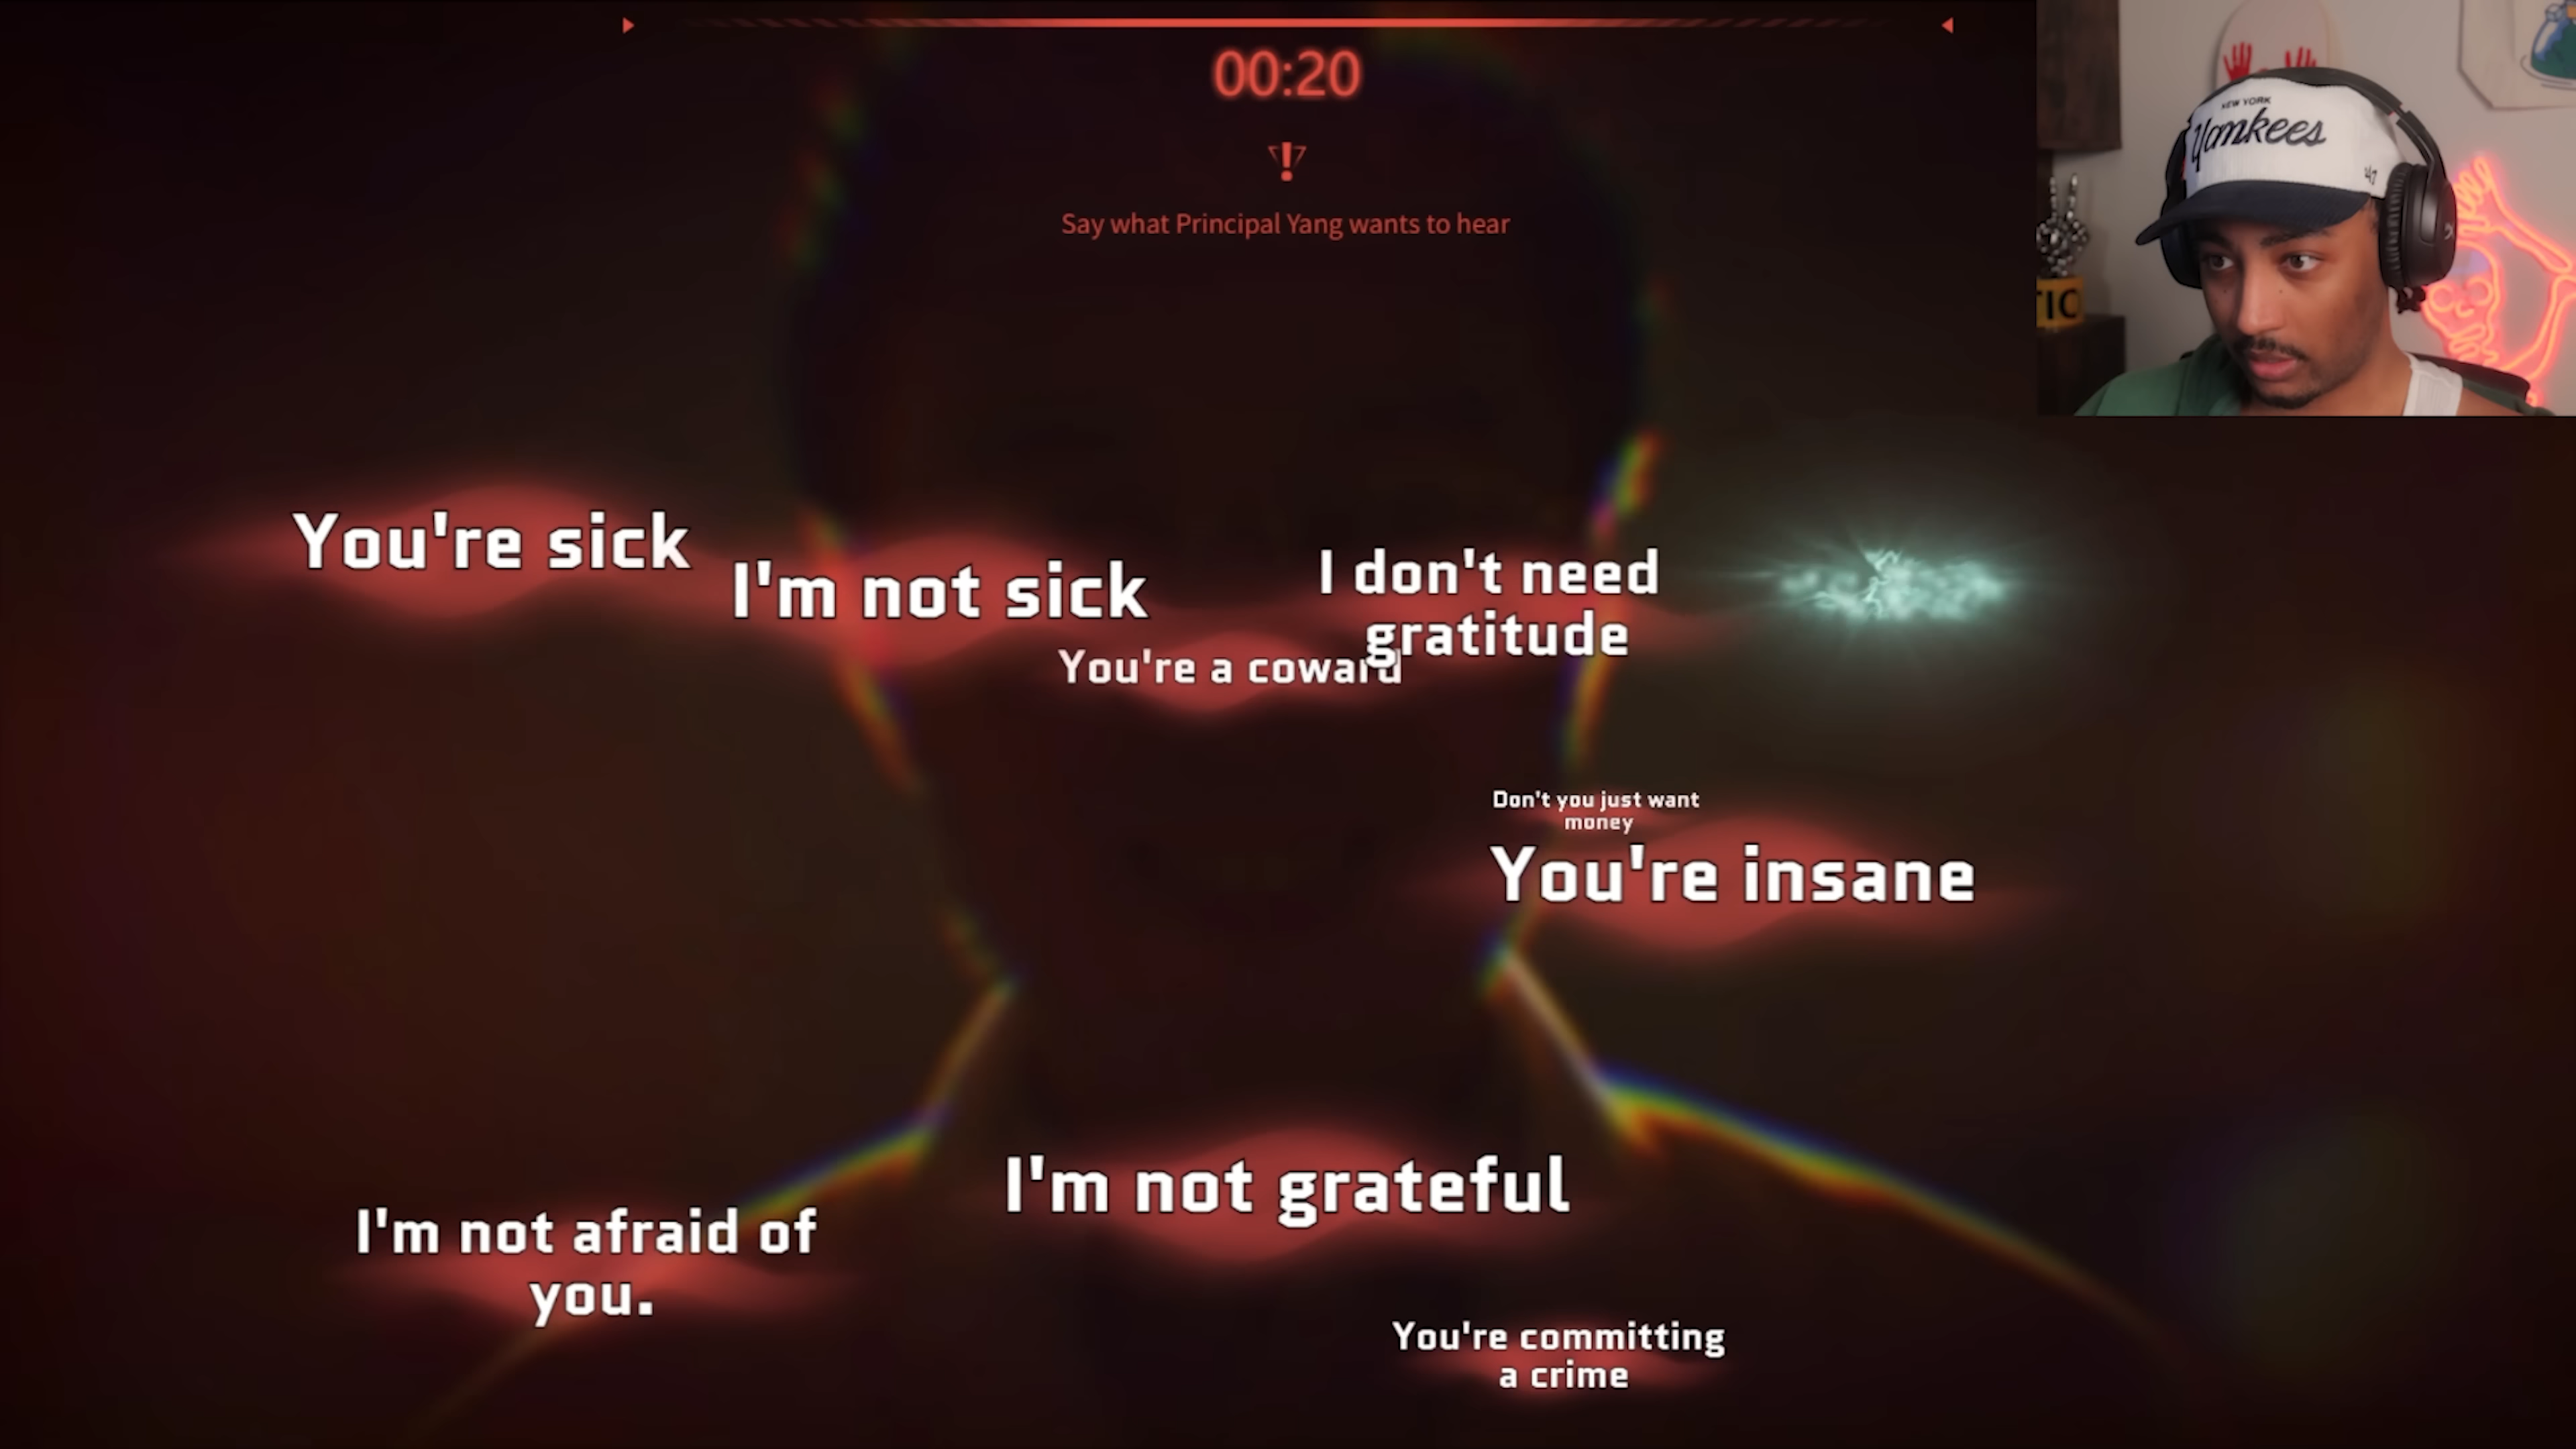 00:20
Say what Principal Yang wants to hear
NEW YORK
Yankees
47
TIC
You're sick
I'm not sick
I don't need
gratitude
You're a coward
Don't you just want
money
You're insane
I'm not grateful
I'm not afraid of
you.
You're committing
a crime